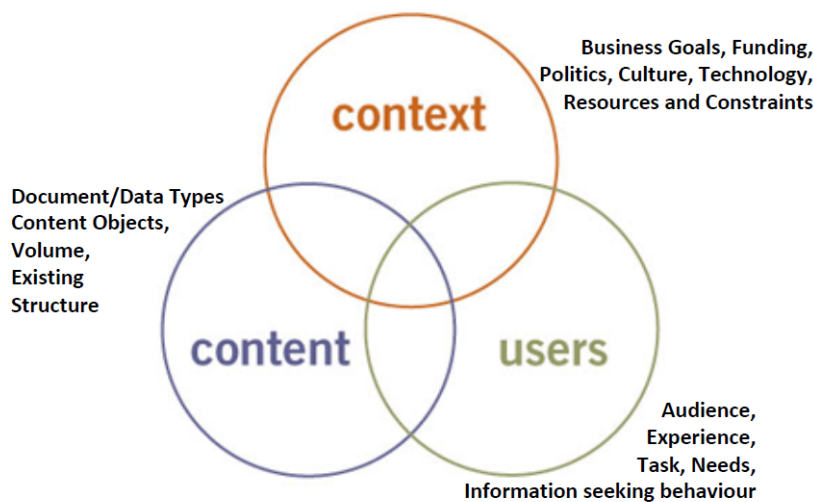 Business Goals, Funding,
Politics, Culture, Technology,
Resources and Constraints
context
Document/Data Types
Content Objects,
Volume,
Existing
Structure
content
users
Audience,
Experience,
Task, Needs,
Information seeking behaviour